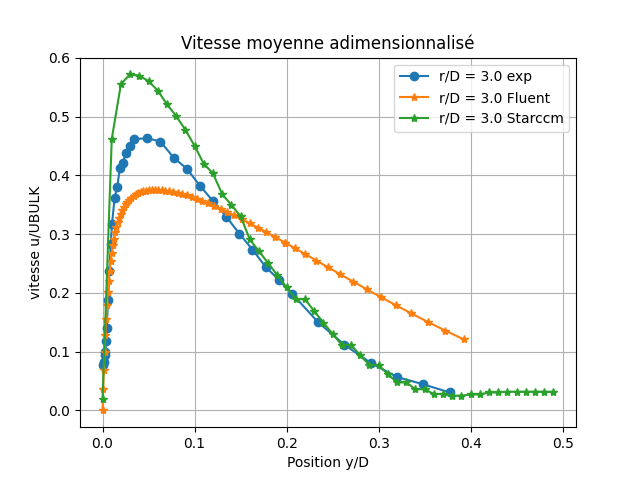 Vitesse moyenne adimensionnalisé
r/D = 3.0 exp
r/D = 3.0 Fluent
r/D = 3.0 Starccm
vitesse u/UBULK
0.6
0.5
0.4
0.3
0.2
0.1
0.0
0.0 0.1 0.2 0.3 0.4 0.5
Position y/D